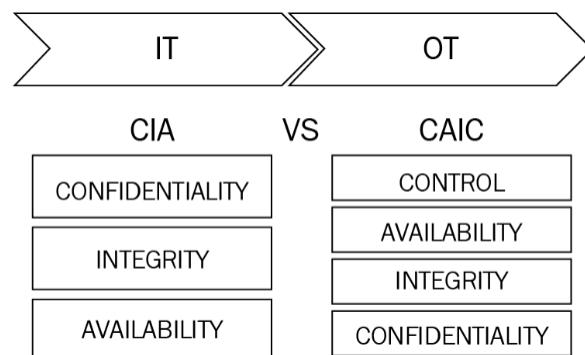 IT
OT
CIA
VS
CAIC
CONFIDENTIALITY
INTEGRITY
AVAILABILITY
CONTROL
AVAILABILITY
INTEGRITY
CONFIDENTIALITY